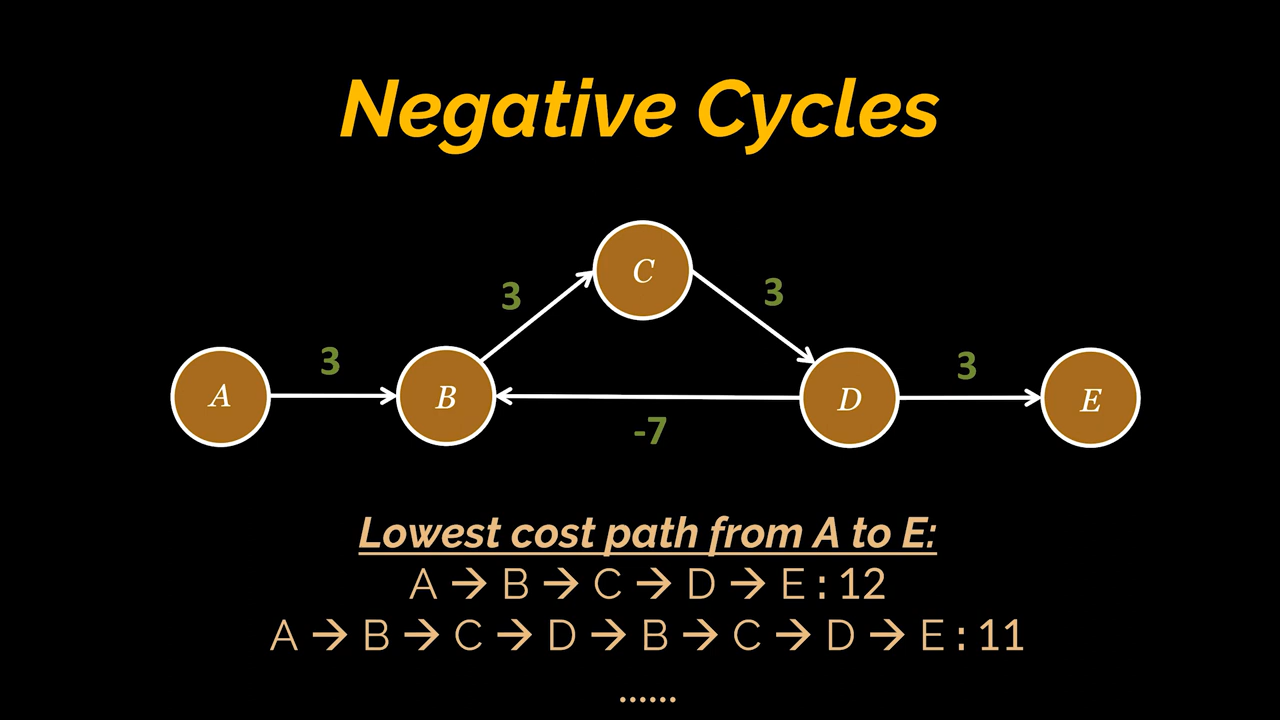 Negative Cycles
C
3
3
3
3
A
B
D
E
-7
Lowest cost path from A to E:
A → B → C → D → E : 12
A → B → C → D → B → C → D → E : 11
......